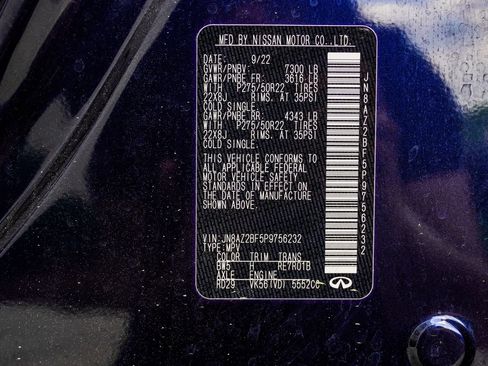 MFD BY NISSAN MOTOR CO.,LTD.
DATE: 9/22
GVWR/PNBV: 7300 LB
GAWR/PNBE FR: 3616 LB
WITH P275/50R22 TIRES
22X8J RIMS. AT 35PSI
COLD SINGLE.
GAWR/PNBE RR: 4343 LB
WITH P275/50R22 TIRES
22X8J RIMS. AT 35PSI
COLD SINGLE.
THIS VEHICLE CONFORMS TO
ALL APPLICABLE FEDERAL
MOTOR VEHICLE SAFETY
STANDARDS IN EFFECT ON
THE DATE OF MANUFACTURE
SHOWN ABOVE.
VIN:JN8AZ2BF5P9756232
TYPE:MPV
COLOR TRIM TRANS
BW5 H RE7R01B
AXLE ENGINE
RD29 VK56(VD) 5552CC
JN8AZ2BF5P9756232